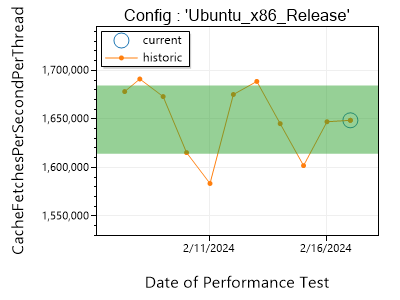 Config : 'Ubuntu_x86_Release'
current
historic
CacheFetchesPerSecondPerThread
1,700,000
1,650,000
1,600,000
1,550,000
2/11/2024
2/16/2024
Date of Performance Test